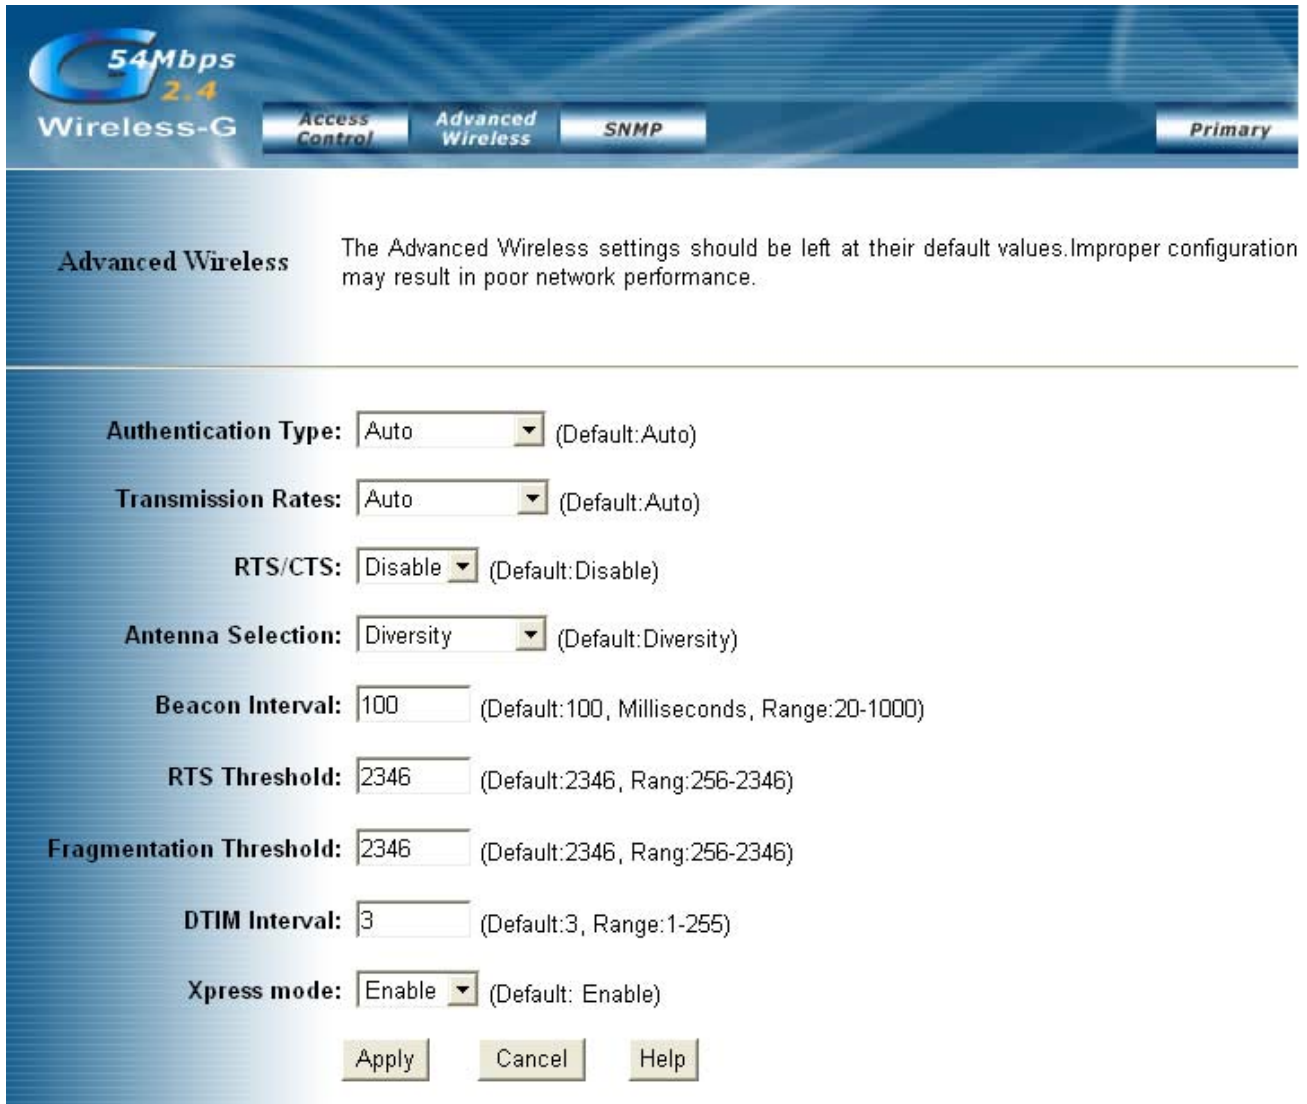 54Mbps
2.4
Wireless-G
Access
Control
Advanced
Wireless
SNMP
Primary
Advanced Wireless
The Advanced Wireless settings should be left at their default values.Improper configuration
may result in poor network performance.
Authentication Type: Auto (Default:Auto)
Transmission Rates: Auto (Default:Auto)
RTS/CTS: Disable (Default:Disable)
Antenna Selection: Diversity (Default:Diversity)
Beacon Interval: 100 (Default:100, Milliseconds, Range:20-1000)
RTS Threshold: 2346 (Default:2346, Rang:256-2346)
Fragmentation Threshold: 2346 (Default:2346, Rang:256-2346)
DTIM Interval: 3 (Default:3, Range:1-255)
Xpress mode: Enable (Default: Enable)
Apply Cancel Help